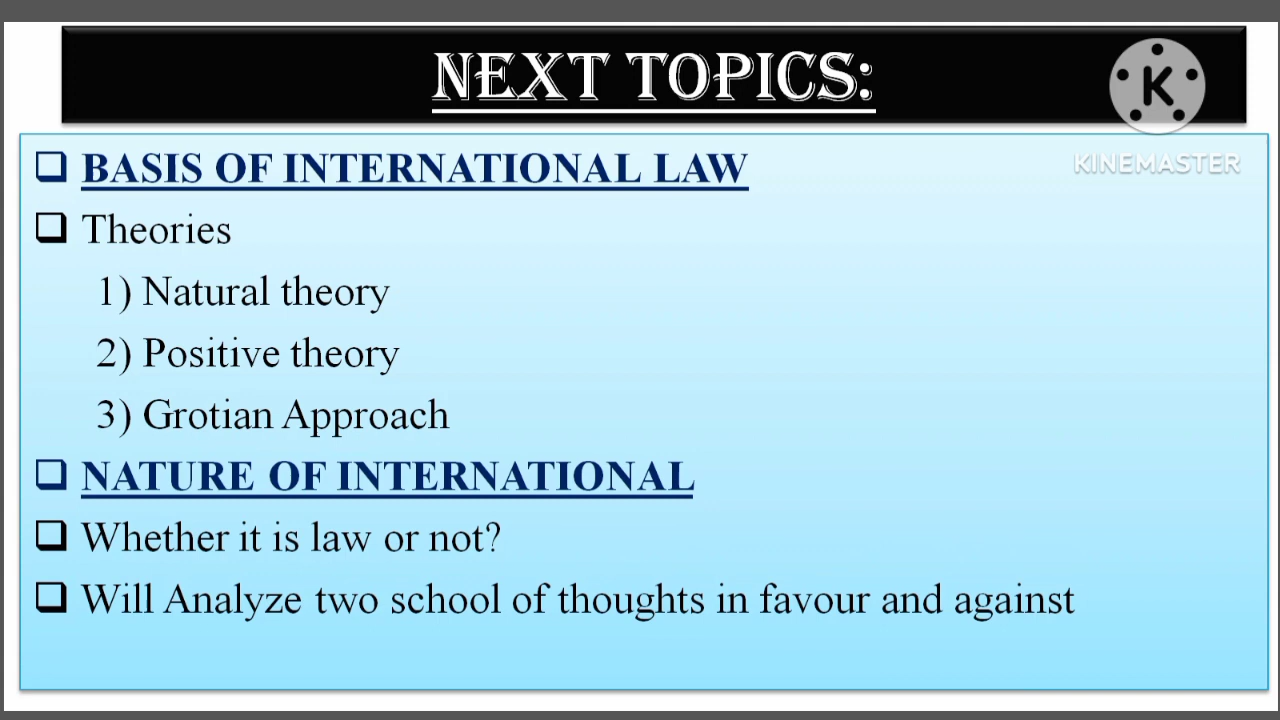 NEXT TOPICS:
K
KINEMASTER
❑ BASIS OF INTERNATIONAL LAW
❑ Theories
1) Natural theory
2) Positive theory
3) Grotian Approach
❑ NATURE OF INTERNATIONAL
❑ Whether it is law or not?
❑ Will Analyze two school of thoughts in favour and against